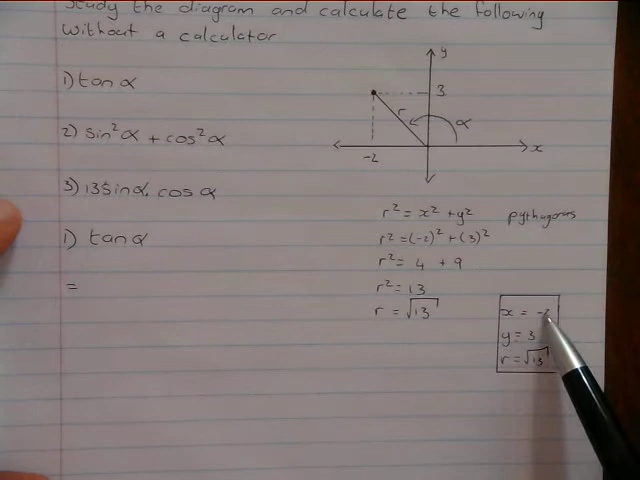 Study the diagram and calculate the following
without a calculator
1) tan α
2) sin²α + cos²α
3) 13sinα. cos α
y
3
r
α
x
-2
r² = x² + y² pythagoras
r² = (-2)² + (3)²
r² = 4 + 9
r² = 13
r = √13
1) tan α
=
x = -2
y = 3
r = √13